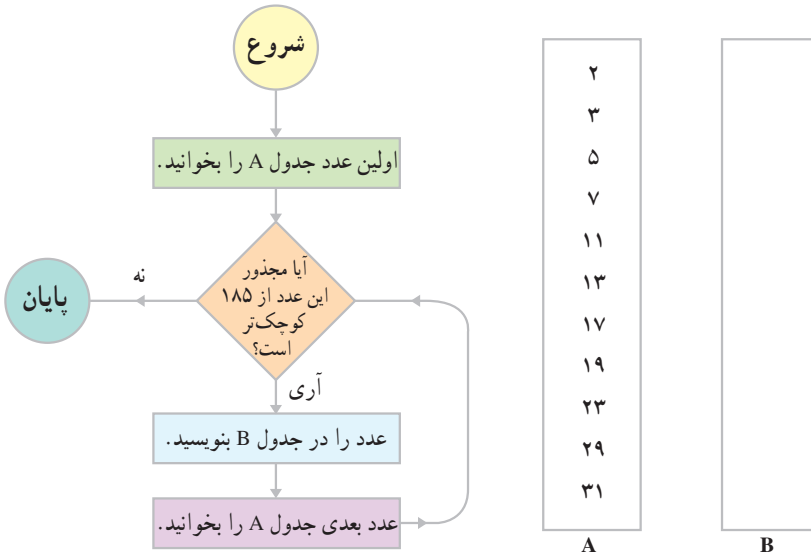 شروع
اولین عدد جدول A را بخوانید.
آیا مجذور
این عدد از ۱۸۵
کوچک‌تر
است؟
نه
پایان
آری
عدد را در جدول B بنویسید.
عدد بعدی جدول A را بخوانید.
۲
۳
۵
۷
۱۱
۱۳
۱۷
۱۹
۲۳
۲۹
۳۱
A
B